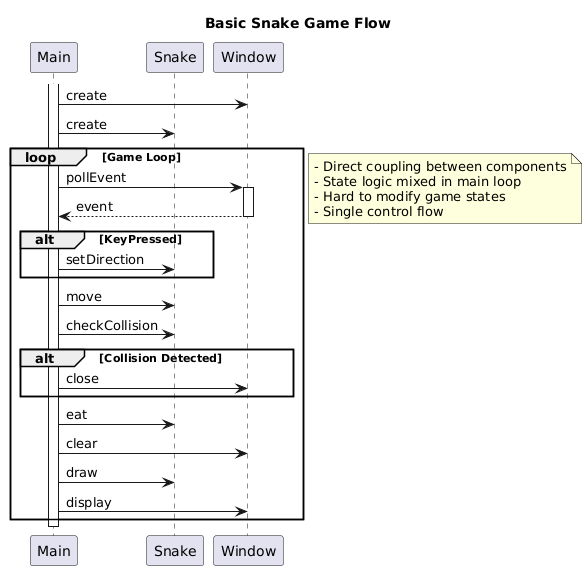 Basic Snake Game Flow
Main
Snake
Window
create
create
loop
[Game Loop]
- Direct coupling between components
- State logic mixed in main loop
- Hard to modify game states
- Single control flow
pollEvent
event
alt
[KeyPressed]
setDirection
move
checkCollision
alt
[Collision Detected]
close
eat
clear
draw
display
Main
Snake
Window